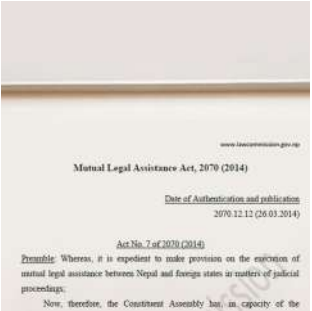 www.lawcommission.gov.np
Mutual Legal Assistance Act, 2070 (2014)
Date of Authentication and publication
2070.12.12 (26.03.2014)
Act No. 7 of 2070 (2014)
Preamble: Whereas, it is expedient to make provision on the execution of
mutual legal assistance between Nepal and foreign states in matters of judicial
proceedings;
Now, therefore, the Constituent Assembly has, in capacity of the